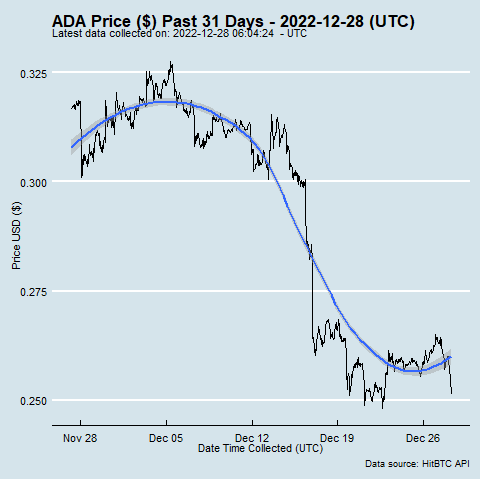 ADA Price ($) Past 31 Days - 2022-12-28 (UTC)
Latest data collected on: 2022-12-28 06:04:24  - UTC
0.325
0.300
0.275
0.250
Price USD ($)
Nov 28 Dec 05 Dec 12 Dec 19 Dec 26
Date Time Collected (UTC)
Data source: HitBTC API